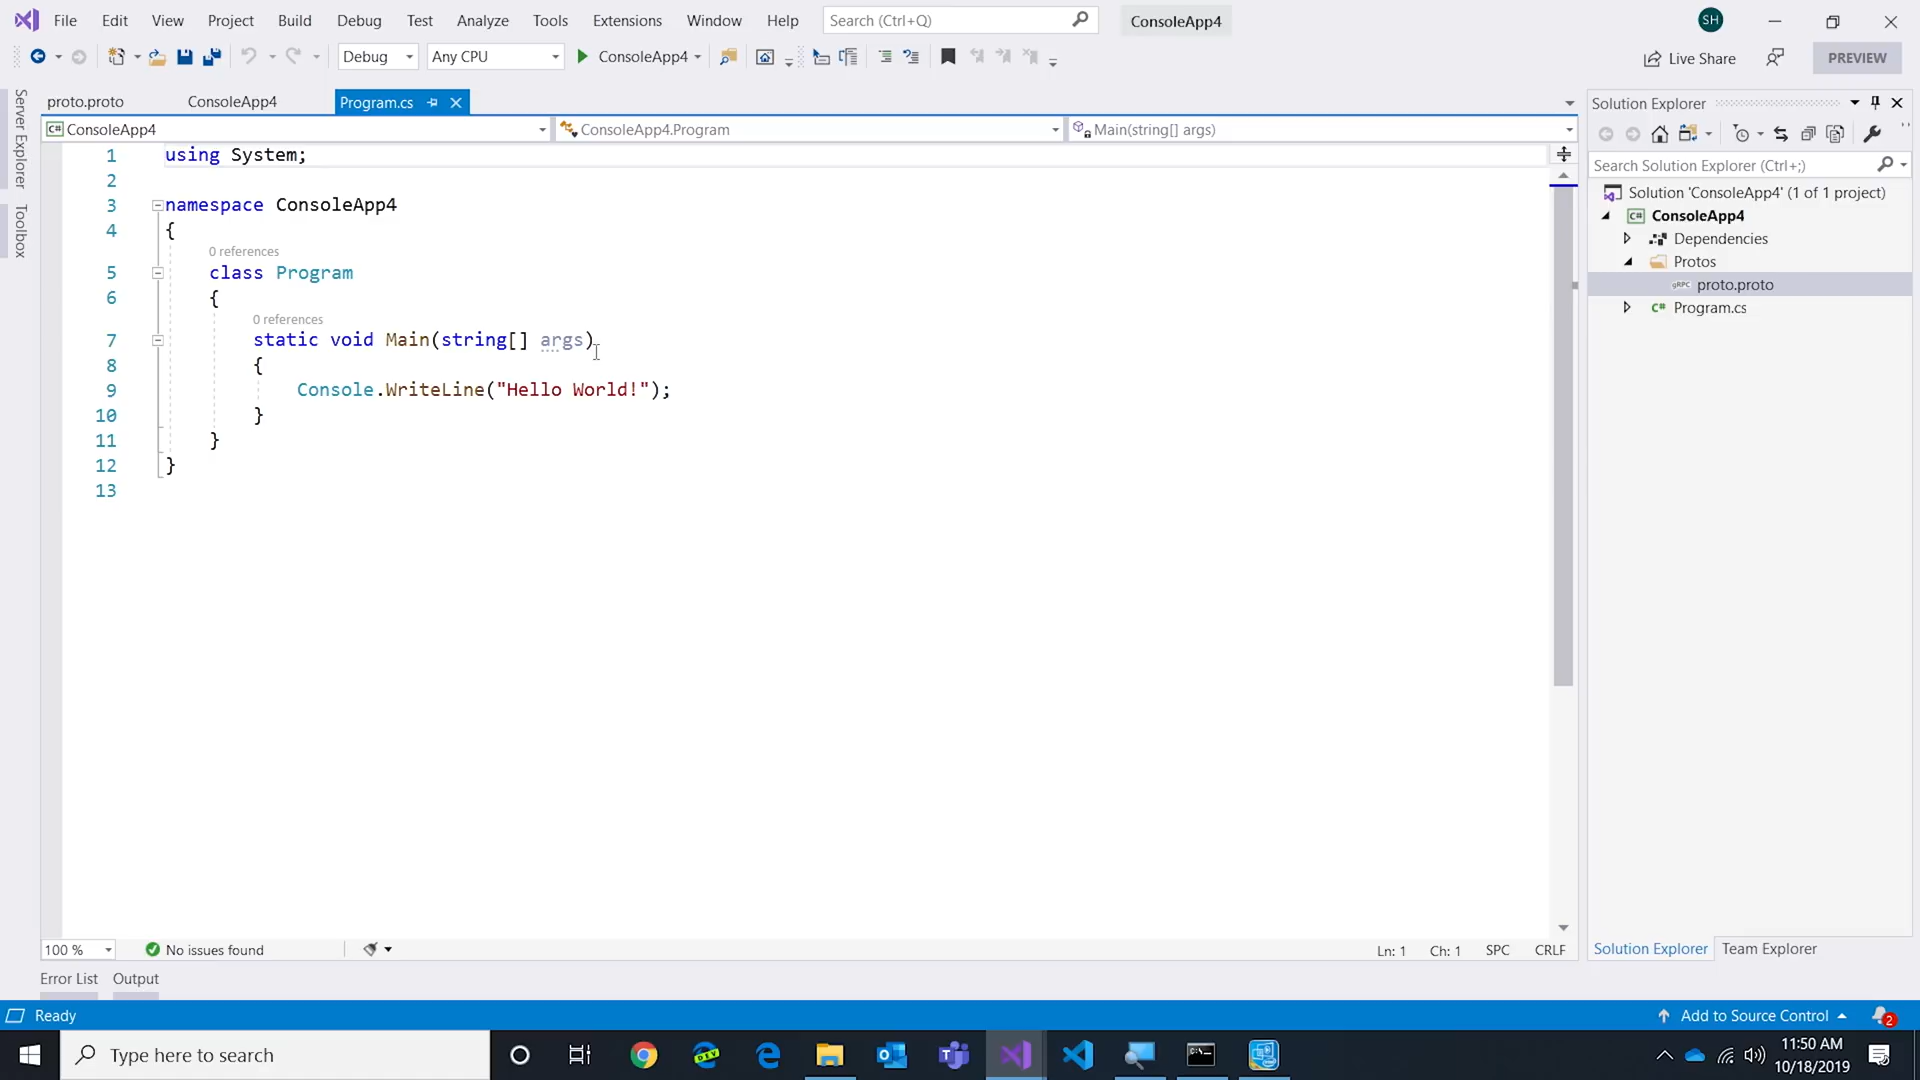 File Edit View Project Build Debug Test Analyze Tools Extensions Window Help Search (Ctrl+Q) ConsoleApp4 SH
Debug Any CPU ConsoleApp4 Live Share PREVIEW
Server Explorer
Toolbox
proto.proto ConsoleApp4 Program.cs
C# ConsoleApp4 ConsoleApp4.Program Main(string[] args)
1 using System;
2
3 namespace ConsoleApp4
4 {
0 references
5 class Program
6 {
0 references
7 static void Main(string[] args)
8 {
9 Console.WriteLine("Hello World!");
10 }
11 }
12 }
13
100 % No issues found Ln: 1 Ch: 1 SPC CRLF
Solution Explorer
Search Solution Explorer (Ctrl+;)
Solution 'ConsoleApp4' (1 of 1 project)
C# ConsoleApp4
Dependencies
Protos
gRPC proto.proto
C# Program.cs
Solution Explorer Team Explorer
Error List Output
Ready Add to Source Control 2
Type here to search DEV
11:50 AM
10/18/2019